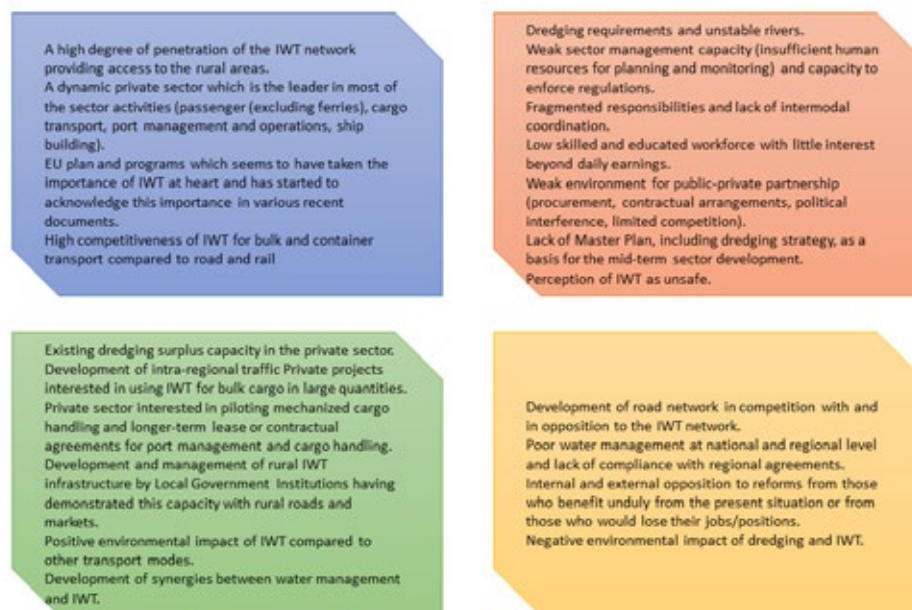 A high degree of penetration of the IWT network
providing access to the rural areas.
A dynamic private sector which is the leader in most of
the sector activities (passenger (excluding ferries), cargo
transport, port management and operations, ship
building).
EU plan and programs which seems to have taken the
importance of IWT at heart and has started to
acknowledge this importance in various recent
documents.
High competitiveness of IWT for bulk and container
transport compared to road and rail
Dredging requirements and unstable rivers.
Weak sector management capacity (insufficient human
resources for planning and monitoring) and capacity to
enforce regulations.
Fragmented responsibilities and lack of intermodal
coordination.
Low skilled and educated workforce with little interest
beyond daily earnings.
Weak environment for public-private partnership
(procurement, contractual arrangements, political
interference, limited competition).
Lack of Master Plan, including dredging strategy, as a
basis for the mid-term sector development.
Perception of IWT as unsafe.
Existing dredging surplus capacity in the private sector.
Development of intra-regional traffic Private projects
interested in using IWT for bulk cargo in large quantities.
Private sector interested in piloting mechanized cargo
handling and longer-term lease or contractual
agreements for port management and cargo handling.
Development and management of rural IWT
infrastructure by Local Government Institutions having
demonstrated this capacity with rural roads and
markets.
Positive environmental impact of IWT compared to
other transport modes.
Development of synergies between water management
and IWT.
Development of road network in competition with and
in opposition to the IWT network.
Poor water management at national and regional level
and lack of compliance with regional agreements.
Internal and external opposition to reforms from those
who benefit unduly from the present situation or from
those who would lose their jobs/positions.
Negative environmental impact of dredging and IWT.